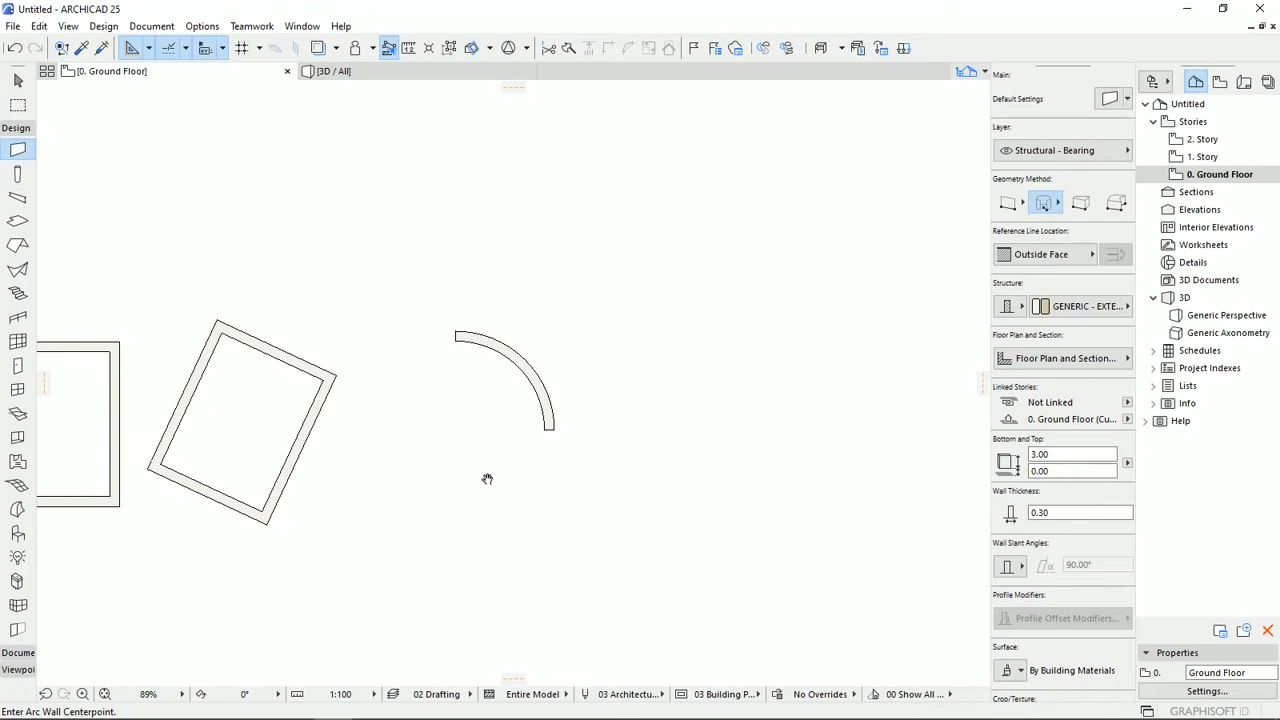 Untitled - ARCHICAD 25
File Edit View Design Document Options Teamwork Window Help
[0. Ground Floor]
[3D / All]
Design
Docume
Viewpoi
Main:
Default Settings
Layer:
Structural - Bearing
Geometry Method:
Reference Line Location:
Outside Face
Structure:
GENERIC - EXTE...
Floor Plan and Section:
Floor Plan and Section...
Linked Stories:
Not Linked
0. Ground Floor (Cu...
Bottom and Top:
3.00
0.00
Wall Thickness:
0.30
Wall Slant Angles:
90.00°
Profile Modifiers:
Profile Offset Modifiers...
Surface:
By Building Materials
Crop/Texture:
Untitled
Stories
2. Story
1. Story
0. Ground Floor
Sections
Elevations
Interior Elevations
Worksheets
Details
3D Documents
3D
Generic Perspective
Generic Axonometry
Schedules
Project Indexes
Lists
Info
Help
Properties
0. Ground Floor
Settings...
89% 0° 1:100 02 Drafting Entire Model 03 Architectu... 03 Building P... No Overrides 00 Show All ...
Enter Arc Wall Centerpoint.
GRAPHISOFT ID